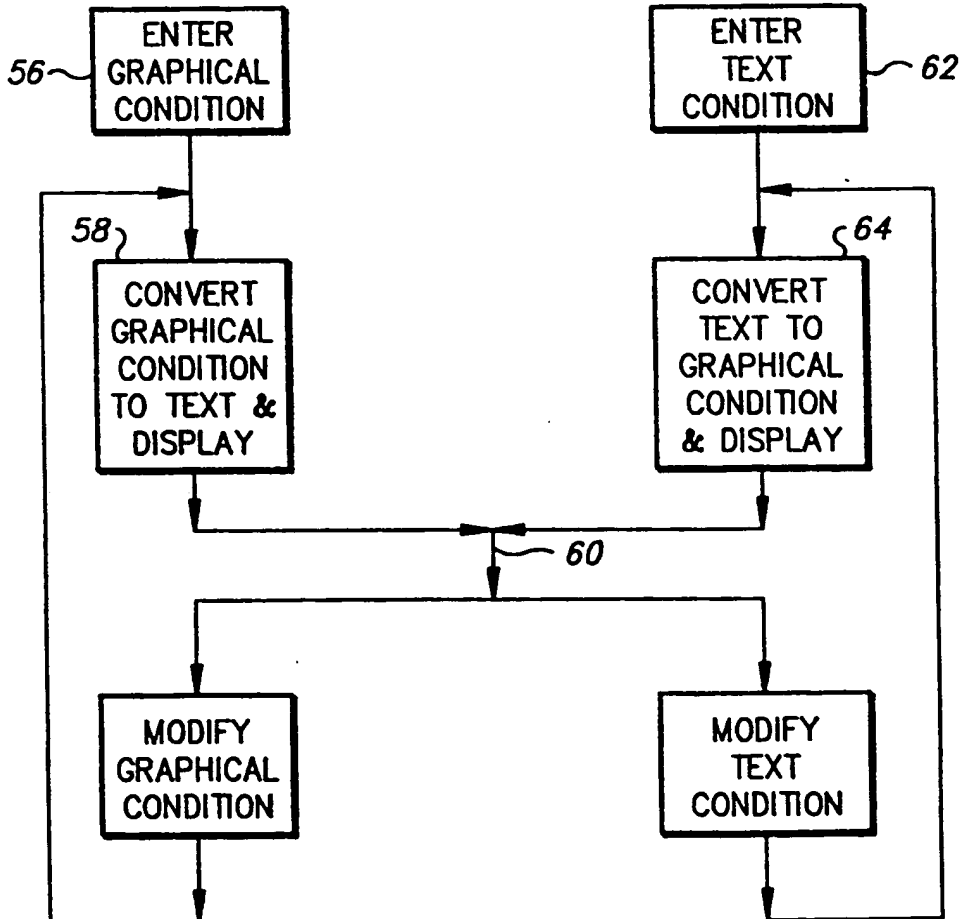 ENTER
GRAPHICAL
CONDITION
56
ENTER
TEXT
CONDITION
62
58
CONVERT
GRAPHICAL
CONDITION
TO TEXT &
DISPLAY
64
CONVERT
TEXT TO
GRAPHICAL
CONDITION
& DISPLAY
60
MODIFY
GRAPHICAL
CONDITION
MODIFY
TEXT
CONDITION